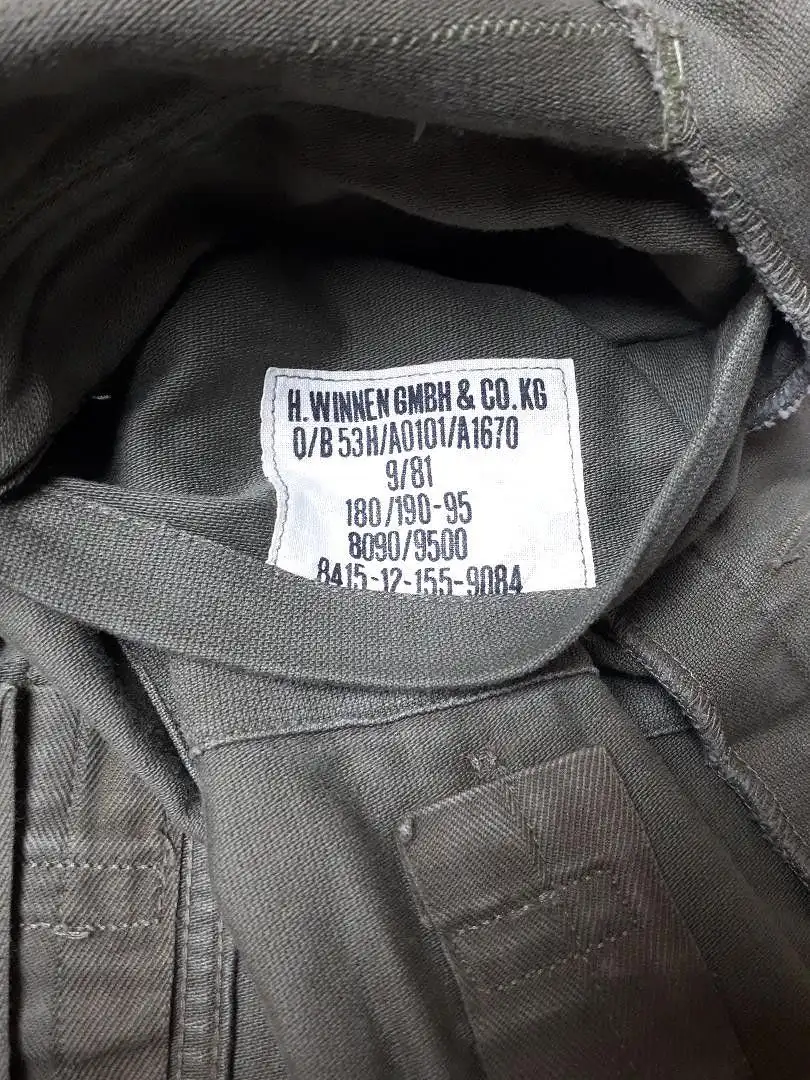 H.WINNEN GMBH & CO.KG
O/B 53H/A0101/A1670
9/81
180/190-95
8090/9500
8415-12-155-9084